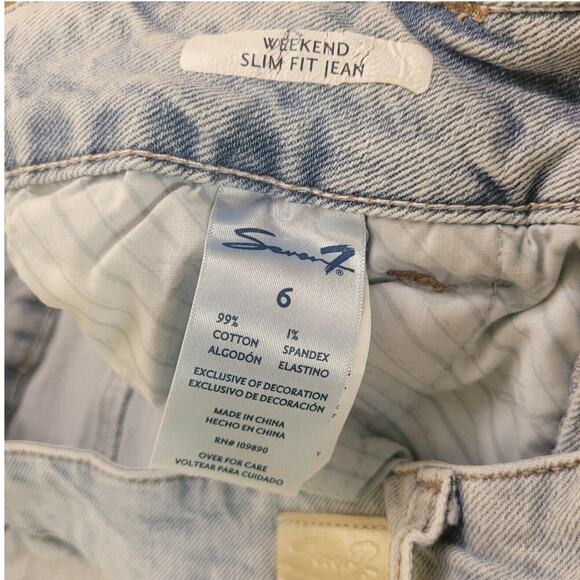 WEEKEND
SLIM FIT JEAN
Seven7®
6
99% 1%
COTTON SPANDEX
ALGODÓN ELASTINO
EXCLUSIVE OF DECORATION
EXCLUSIVO DE DECORACIÓN
MADE IN CHINA
HECHO EN CHINA
RN# 109890
OVER FOR CARE
VOLTEAR PARA CUIDADO
Seven7